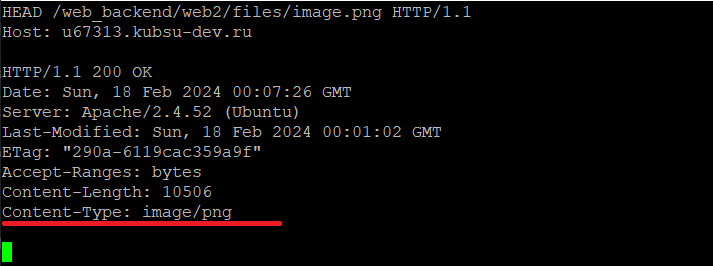 HEAD /web_backend/web2/files/image.png HTTP/1.1
Host: u67313.kubsu-dev.ru
HTTP/1.1 200 OK
Date: Sun, 18 Feb 2024 00:07:26 GMT
Server: Apache/2.4.52 (Ubuntu)
Last-Modified: Sun, 18 Feb 2024 00:01:02 GMT
ETag: "290a-6119cac359a9f"
Accept-Ranges: bytes
Content-Length: 10506
Content-Type: image/png